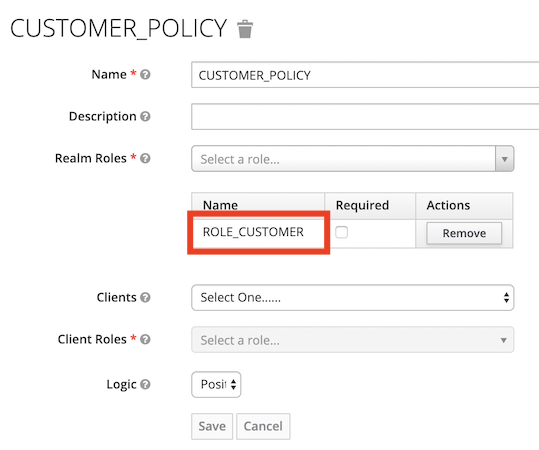 CUSTOMER_POLICY
Name * CUSTOMER_POLICY
Description
Realm Roles * Select a role...
Name Required Actions
ROLE_CUSTOMER Remove
Clients Select One......
Client Roles * Select a role...
Logic Posit
Save Cancel